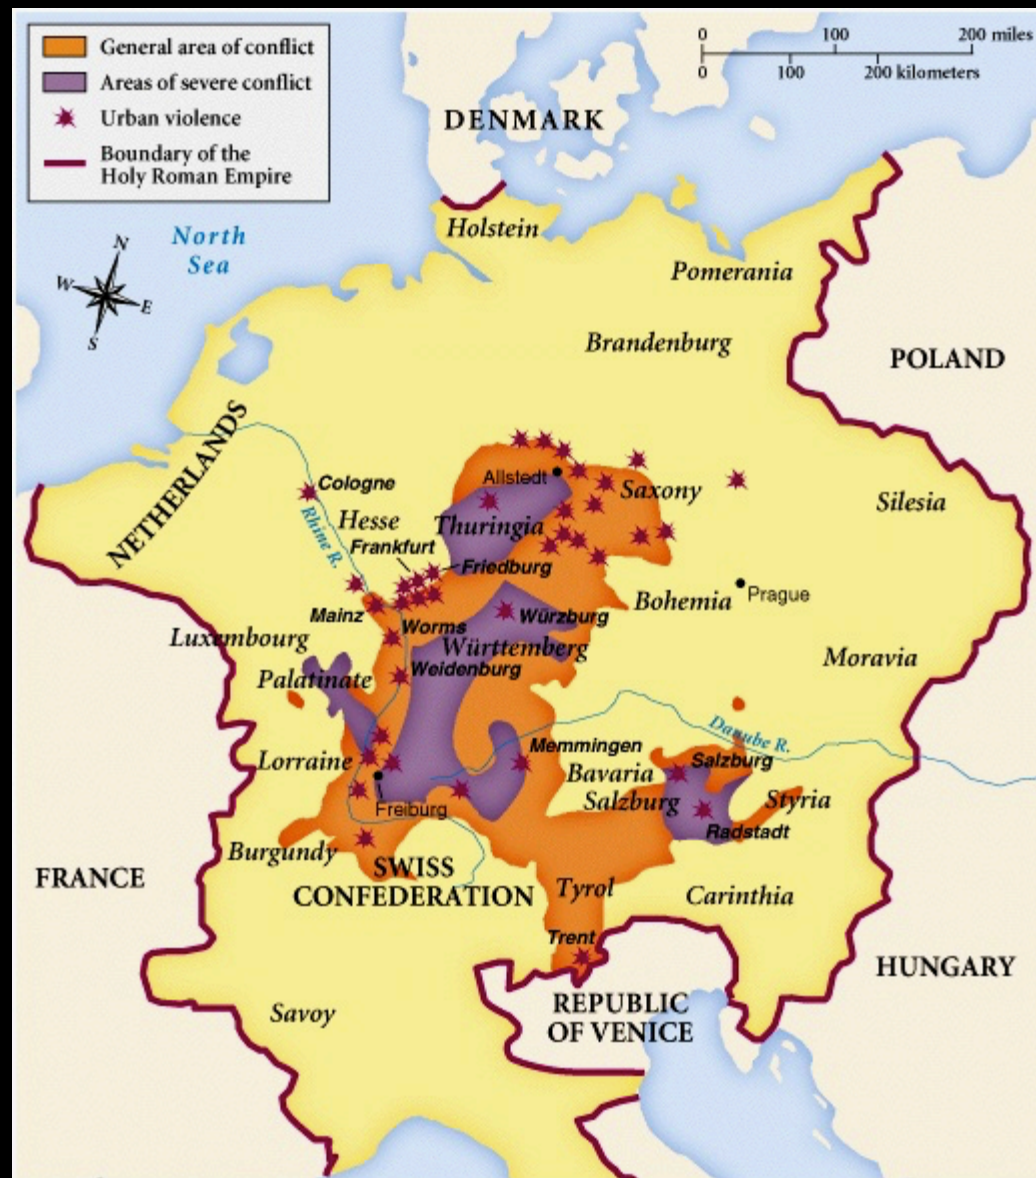 General area of conflict
Areas of severe conflict
Urban violence
Boundary of the
Holy Roman Empire
0 100 200 miles
0 100 200 kilometers
DENMARK
North
Sea
N
W
E
S
Holstein
Pomerania
Brandenburg
POLAND
NETHERLANDS
Cologne
Rhine R.
Hesse
Frankfurt
Allstedt
Thuringia
Saxony
Silesia
Friedburg
Mainz
Worms
Würzburg
Bohemia
Prague
Luxembourg
Württemberg
Weidenburg
Moravia
Palatinate
Danube R.
Lorraine
Memmingen
Bavaria
Salzburg
Salzburg
Styria
Freiburg
Radstadt
Burgundy
SWISS
CONFEDERATION
FRANCE
Tyrol
Carinthia
Trent
HUNGARY
REPUBLIC
OF VENICE
Savoy